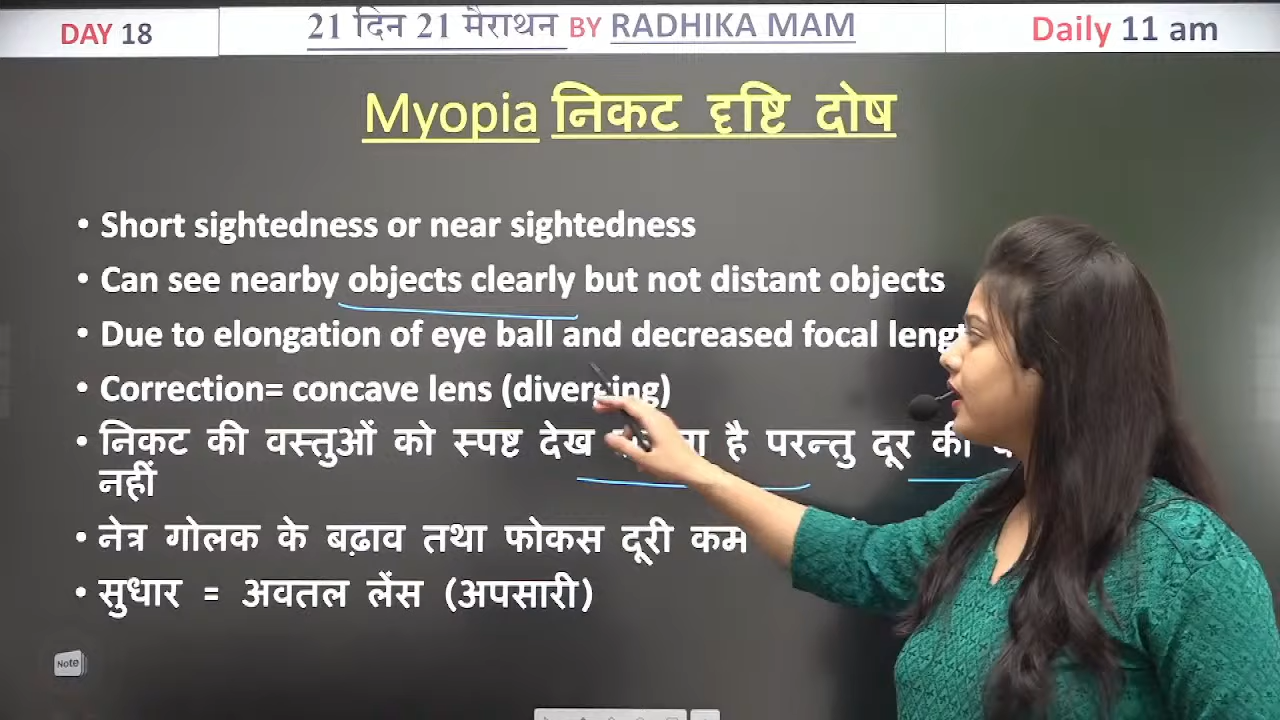 DAY 18
21 दिन 21 मैराथन BY RADHIKA MAM
Daily 11 am
Myopia निकट दृष्टि दोष
• Short sightedness or near sightedness
• Can see nearby objects clearly but not distant objects
• Due to elongation of eye ball and decreased focal
• Correction= concave lens (diverging)
• निकट की वस्तुओं को स्पष्ट देख है परन्तु दूर की
नहीं
• नेत्र गोलक के बढ़ाव तथा फोकस दूरी कम
• सुधार = अवतल लेंस (अपसारी)
Note